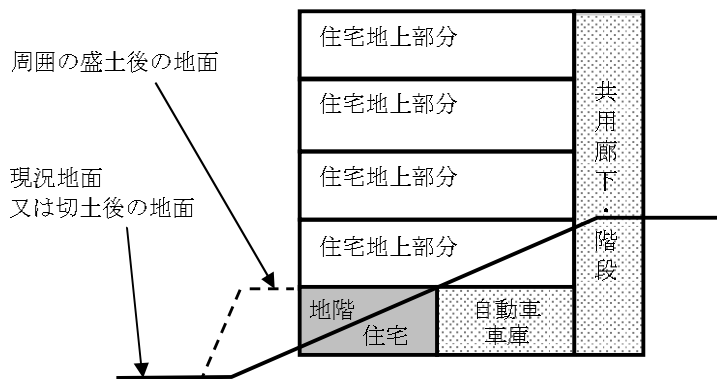 住宅地上部分
周囲の盛土後の地面
住宅地上部分
現況地面
又は切土後の地面
住宅地上部分
住宅地上部分
共用廊下・階段
地階
住宅
自動車
車庫